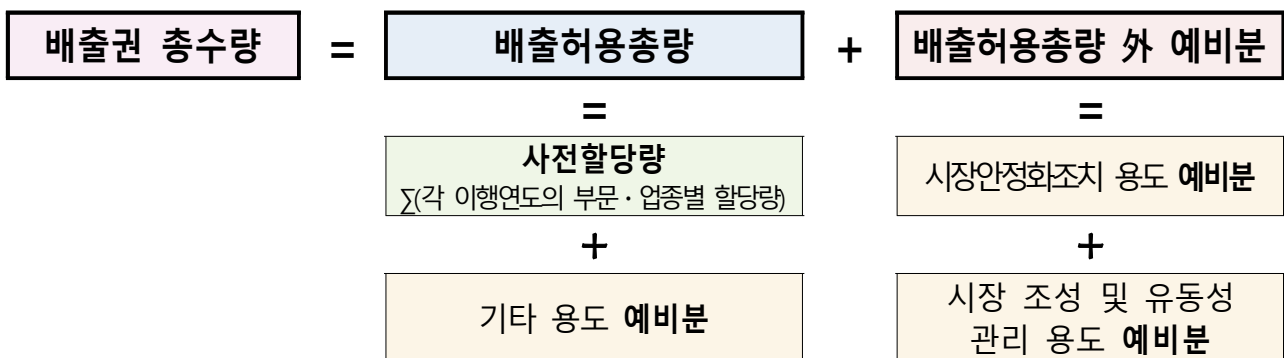 배출권 총수량 = 배출허용총량 + 배출허용총량 外 예비분
= =
사전할당량
∑(각 이행연도의 부문·업종별 할당량)
시장안정화조치 용도 예비분
+ +
기타 용도 예비분
시장 조성 및 유동성
관리 용도 예비분